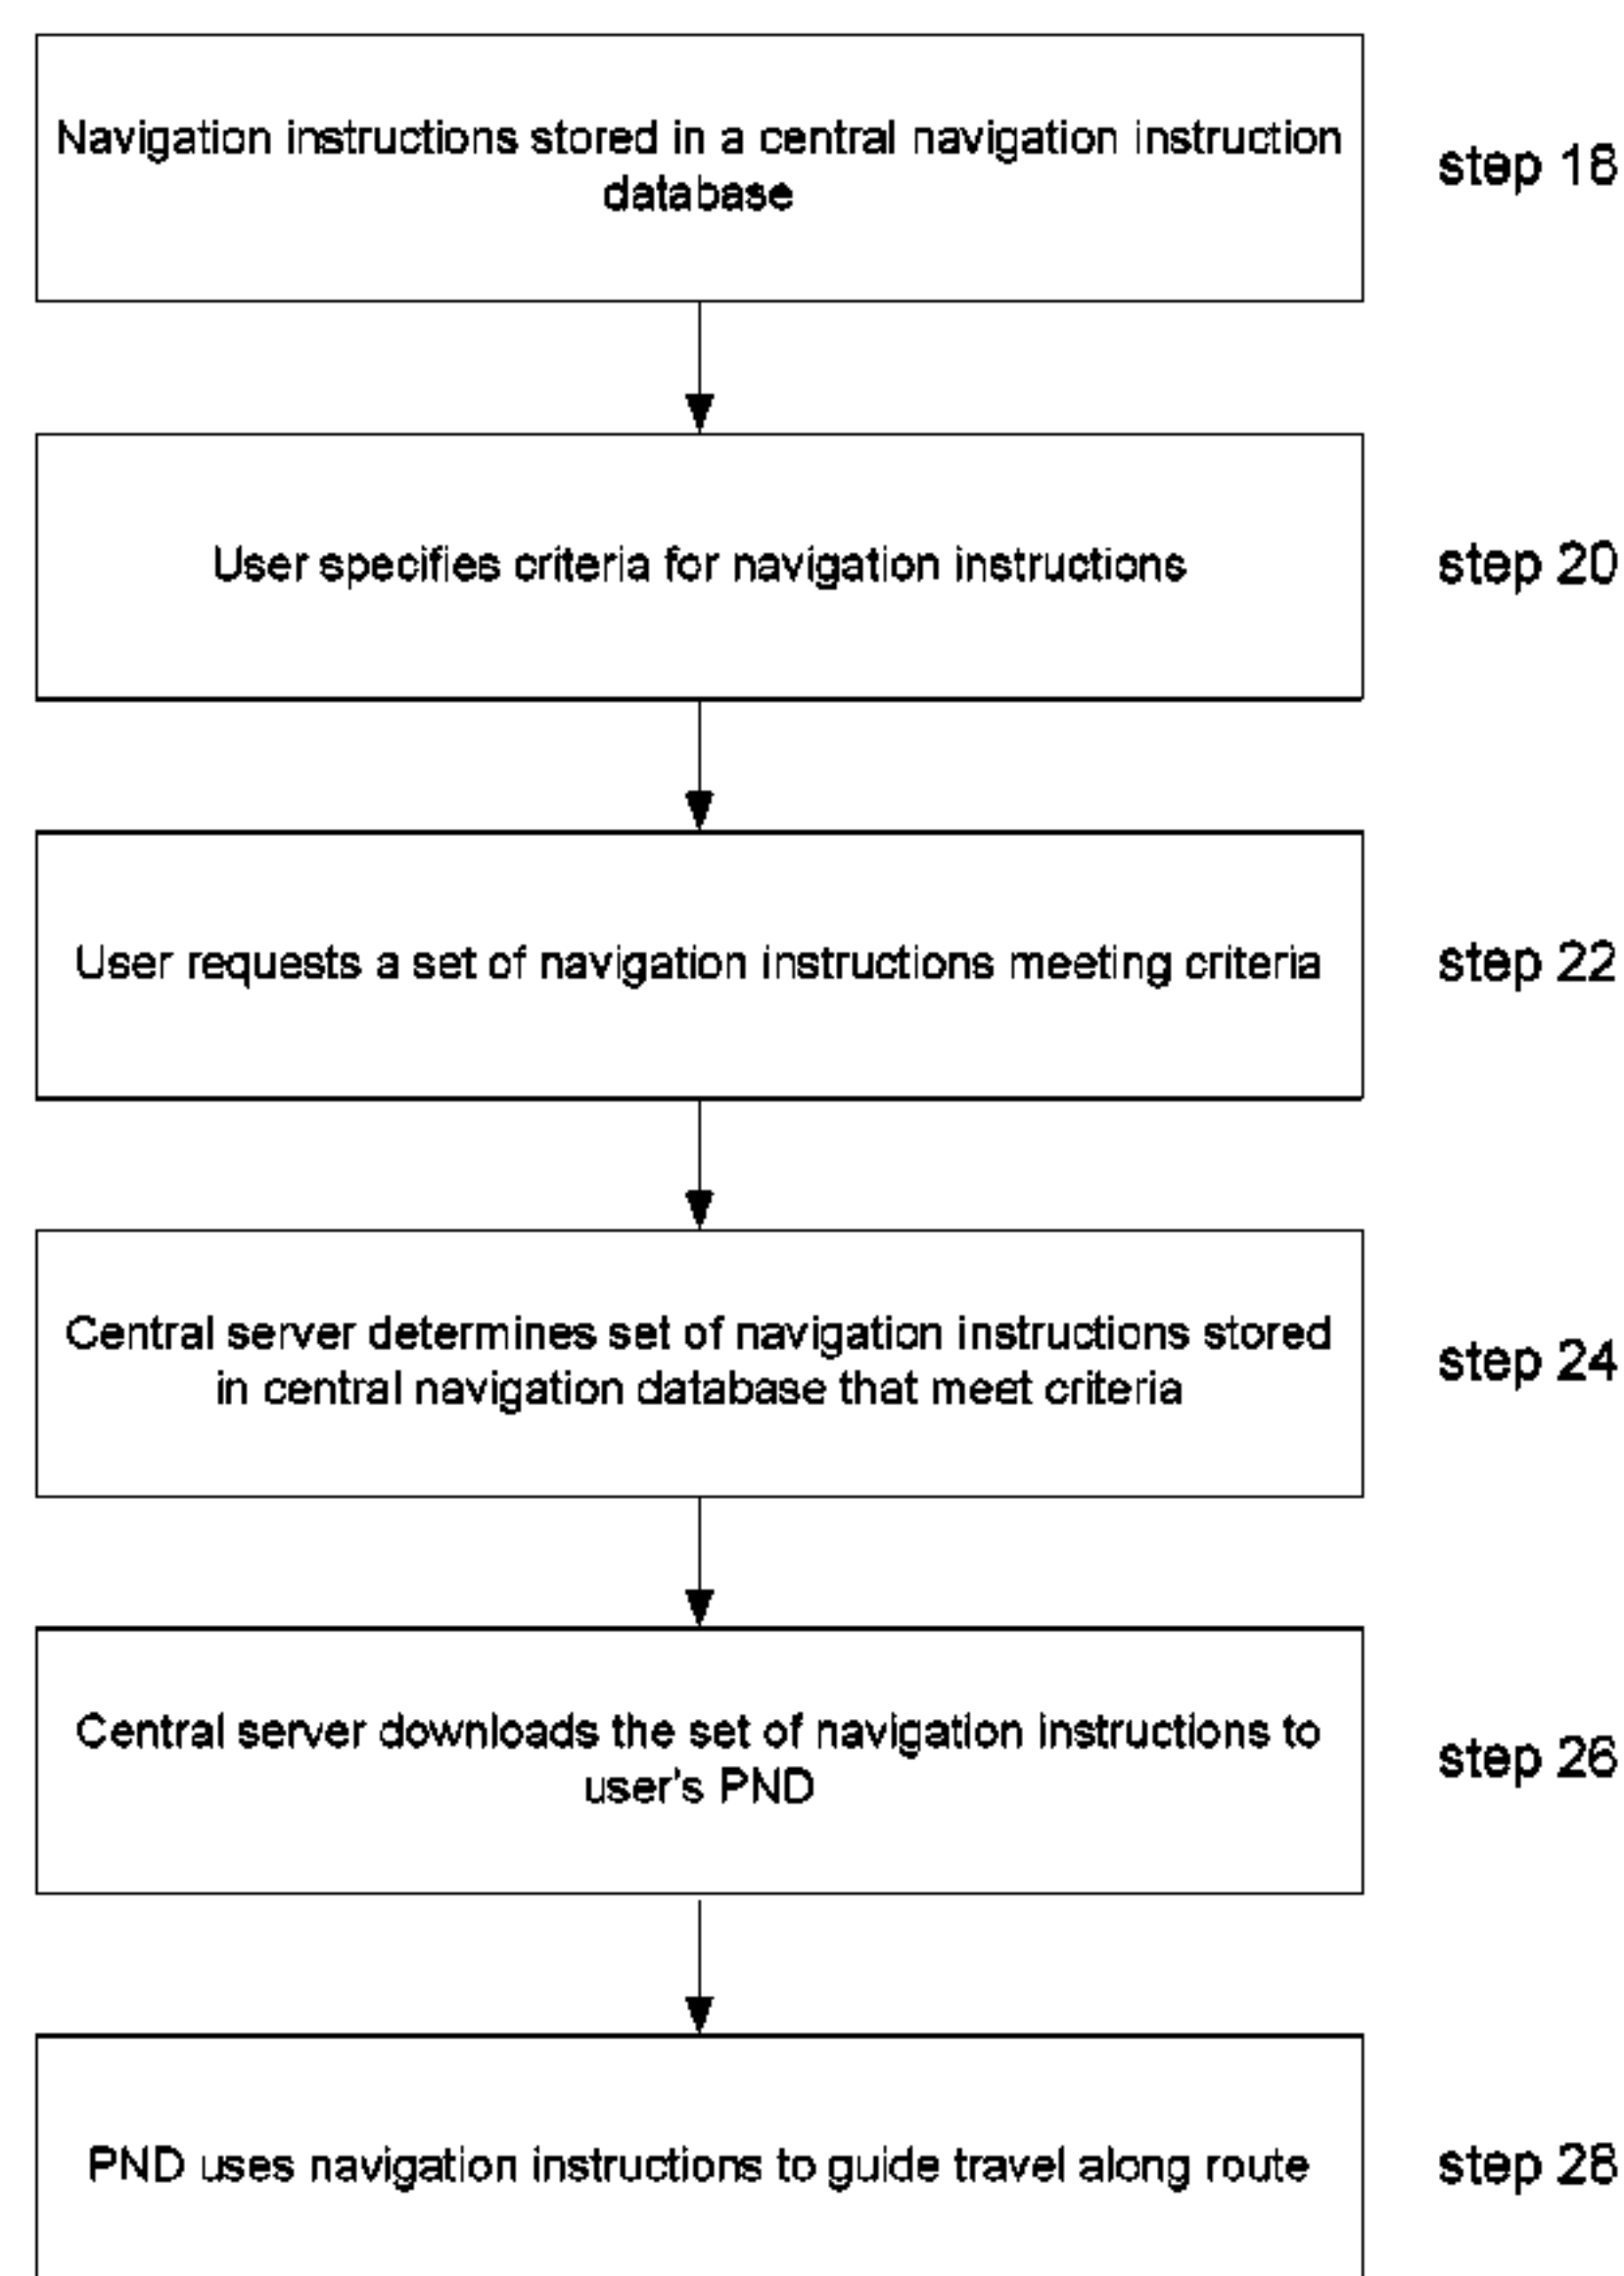 Navigation instructions stored in a central navigation instruction
database
step 18
User specifies criteria for navigation instructions
step 20
User requests a set of navigation instructions meeting criteria
step 22
Central server determines set of navigation instructions stored
in central navigation database that meet criteria
step 24
Central server downloads the set of navigation instructions to
user's PND
step 26
PND uses navigation instructions to guide travel along route
step 28